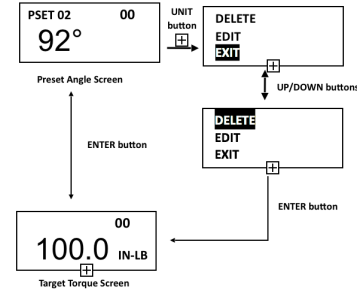 PSET 02 00
92°
Preset Angle Screen
UNIT
button
DELETE
EDIT
EXIT
UP/DOWN buttons
DELETE
EDIT
EXIT
ENTER button
ENTER button
00
100.0 IN-LB
Target Torque Screen